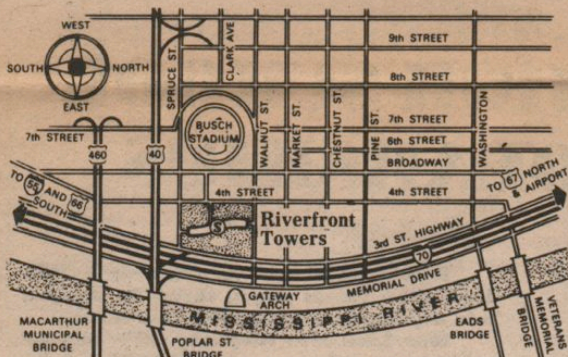 WEST
SOUTH
NORTH
EAST
SPRUCE ST.
CLARK AVE
9th STREET
8th STREET
WALNUT ST
MARKET ST
CHESTNUT ST
PINE ST.
WASHINGTON
7th STREET
6th STREET
BROADWAY
BUSCH
STADIUM
7th STREET
460
40
TO 55 AND 66
SOUTH
4th STREET
4th STREET
TO 67 NORTH
& AIRPORT
S
Riverfront
Towers
3rd ST. HIGHWAY
70
MEMORIAL DRIVE
GATEWAY
ARCH
MISSISSIPPI RIVER
MACARTHUR
MUNICIPAL
BRIDGE
POPLAR ST.
BRIDGE
EADS
BRIDGE
VETERANS
MEMORIAL
BRIDGE